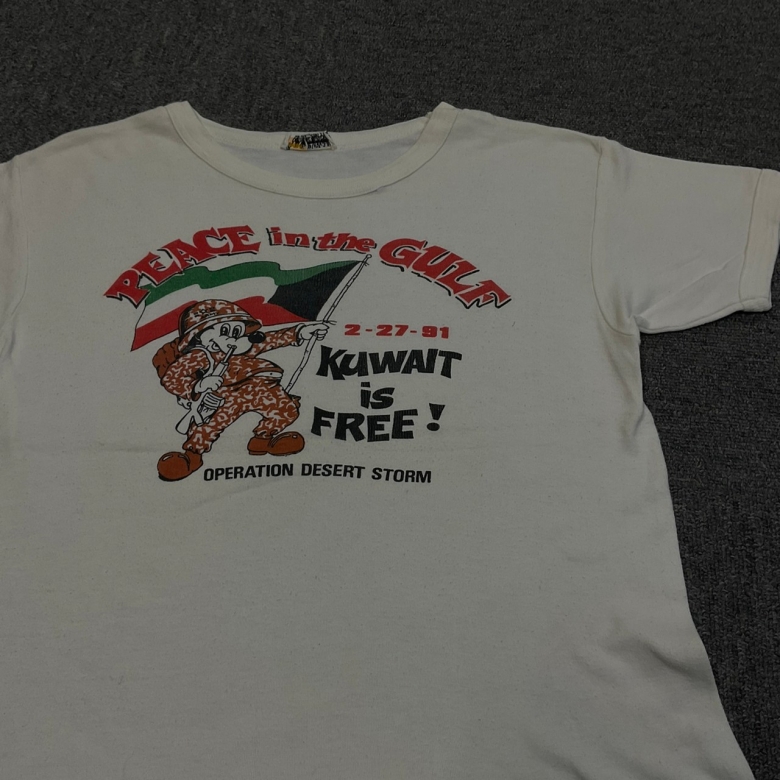 PEACE in the GULF
2-27-91
KUWAIT
is
FREE!
OPERATION DESERT STORM